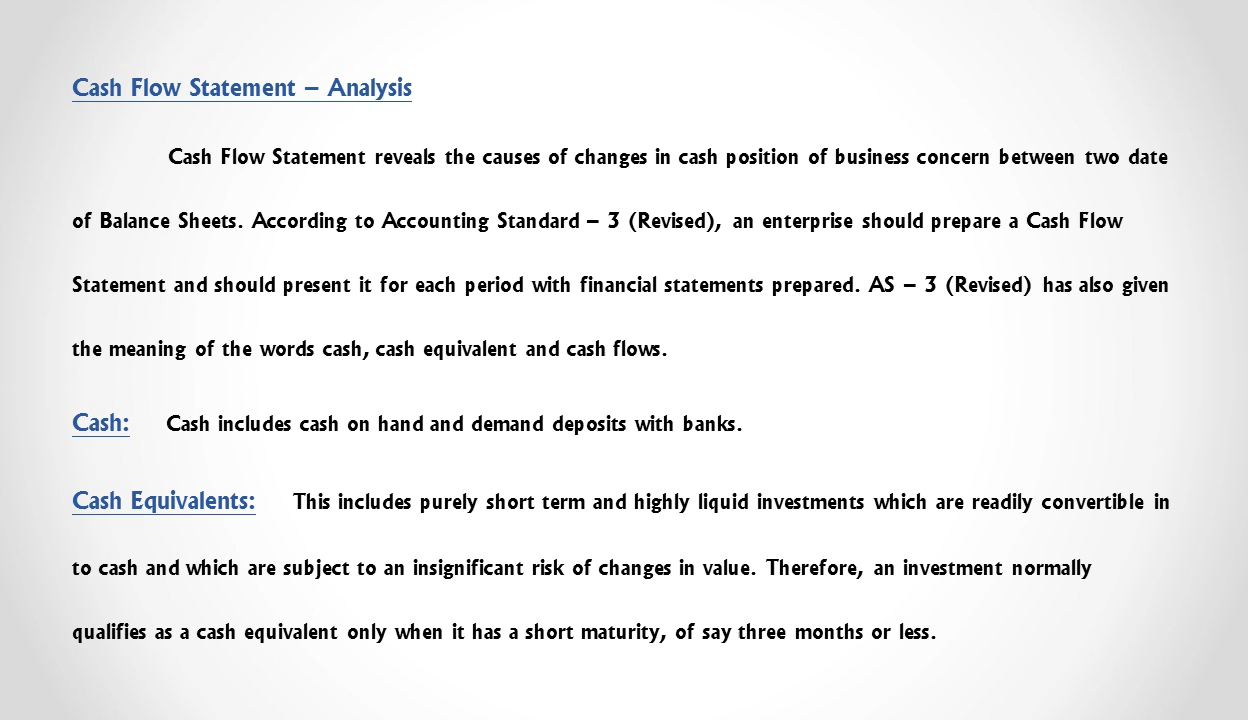 Cash Flow Statement – Analysis
Cash Flow Statement reveals the causes of changes in cash position of business concern between two date
of Balance Sheets. According to Accounting Standard – 3 (Revised), an enterprise should prepare a Cash Flow
Statement and should present it for each period with financial statements prepared. AS – 3 (Revised) has also given
the meaning of the words cash, cash equivalent and cash flows.
Cash: Cash includes cash on hand and demand deposits with banks.
Cash Equivalents: This includes purely short term and highly liquid investments which are readily convertible in
to cash and which are subject to an insignificant risk of changes in value. Therefore, an investment normally
qualifies as a cash equivalent only when it has a short maturity, of say three months or less.